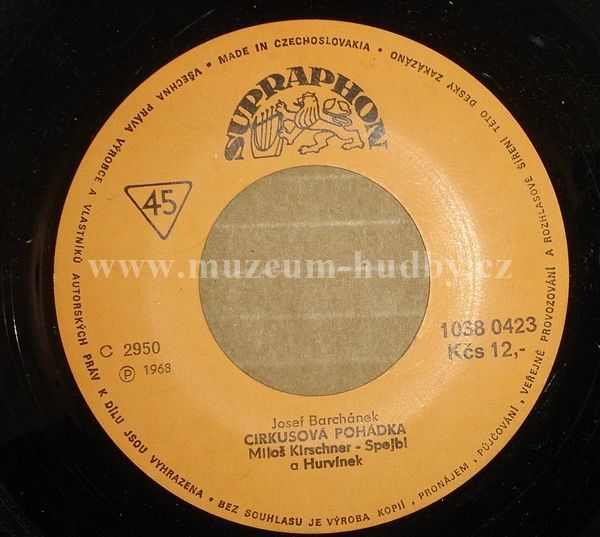 • MADE IN CZECHOSLOVAKIA •
VŠECHNA PRÁVA VÝROBCE A VLASTNÍKŮ AUTORSKÝCH PRÁV K DÍLU JSOU VYHRAZENA • BEZ SOUHLASU JE VÝROBA KOPIÍ, PRONÁJEM, PŮJČOVÁNÍ, VEŘEJNÉ PROVOZOVÁNÍ A ROZHLASOVÉ ŠÍŘENÍ TÉTO DESKY ZAKÁZÁNO
SUPRAPHON
45
www.muzeum-hudby.cz
C 2950
Ⓟ 1968
1038 0423
Kčs 12,-
Josef Barchánek
CIRKUSOVÁ POHÁDKA
Miloš Kirschner - Spejbl
a Hurvínek